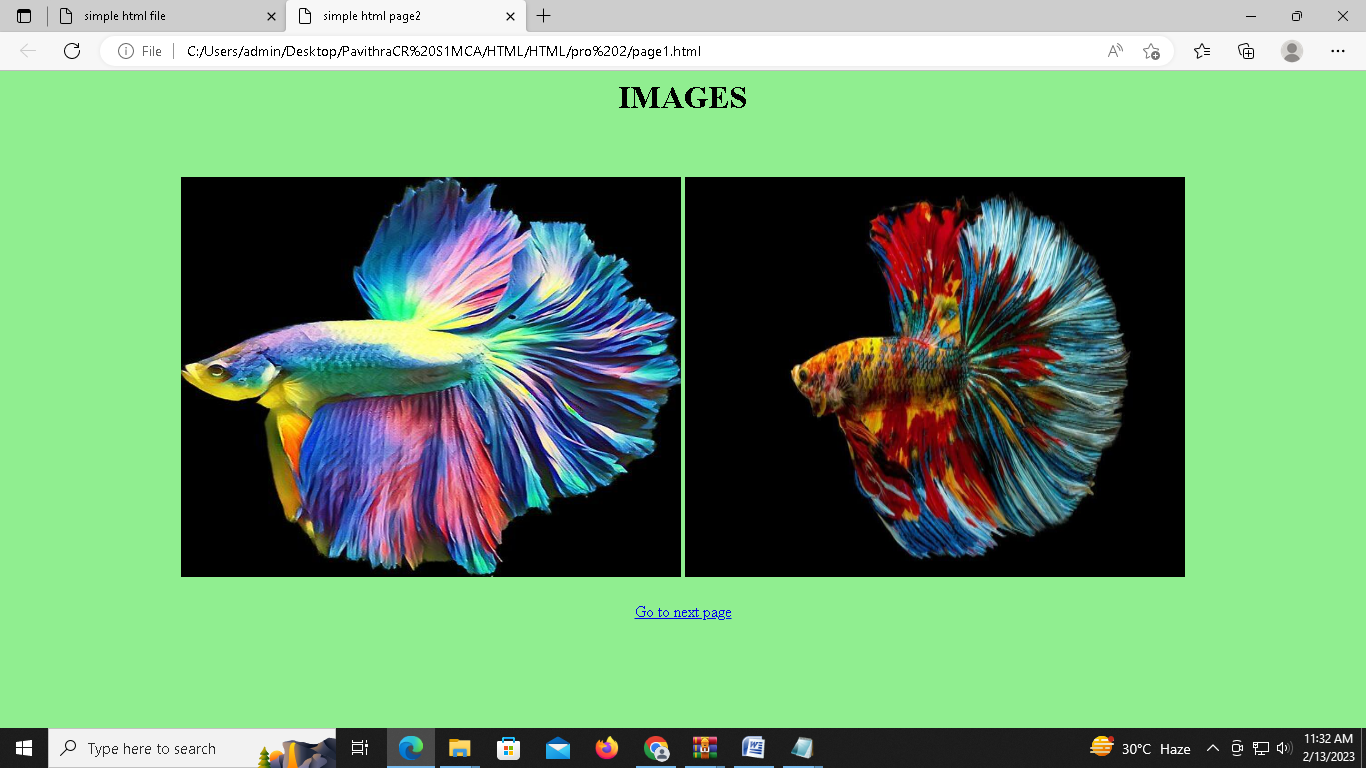 simple html file
simple html page2
File
C:/Users/admin/Desktop/PavithraCR%20S1MCA/HTML/HTML/pro%202/page1.html
IMAGES
Go to next page
Type here to search
30°C Haze
11:32 AM
2/13/2023